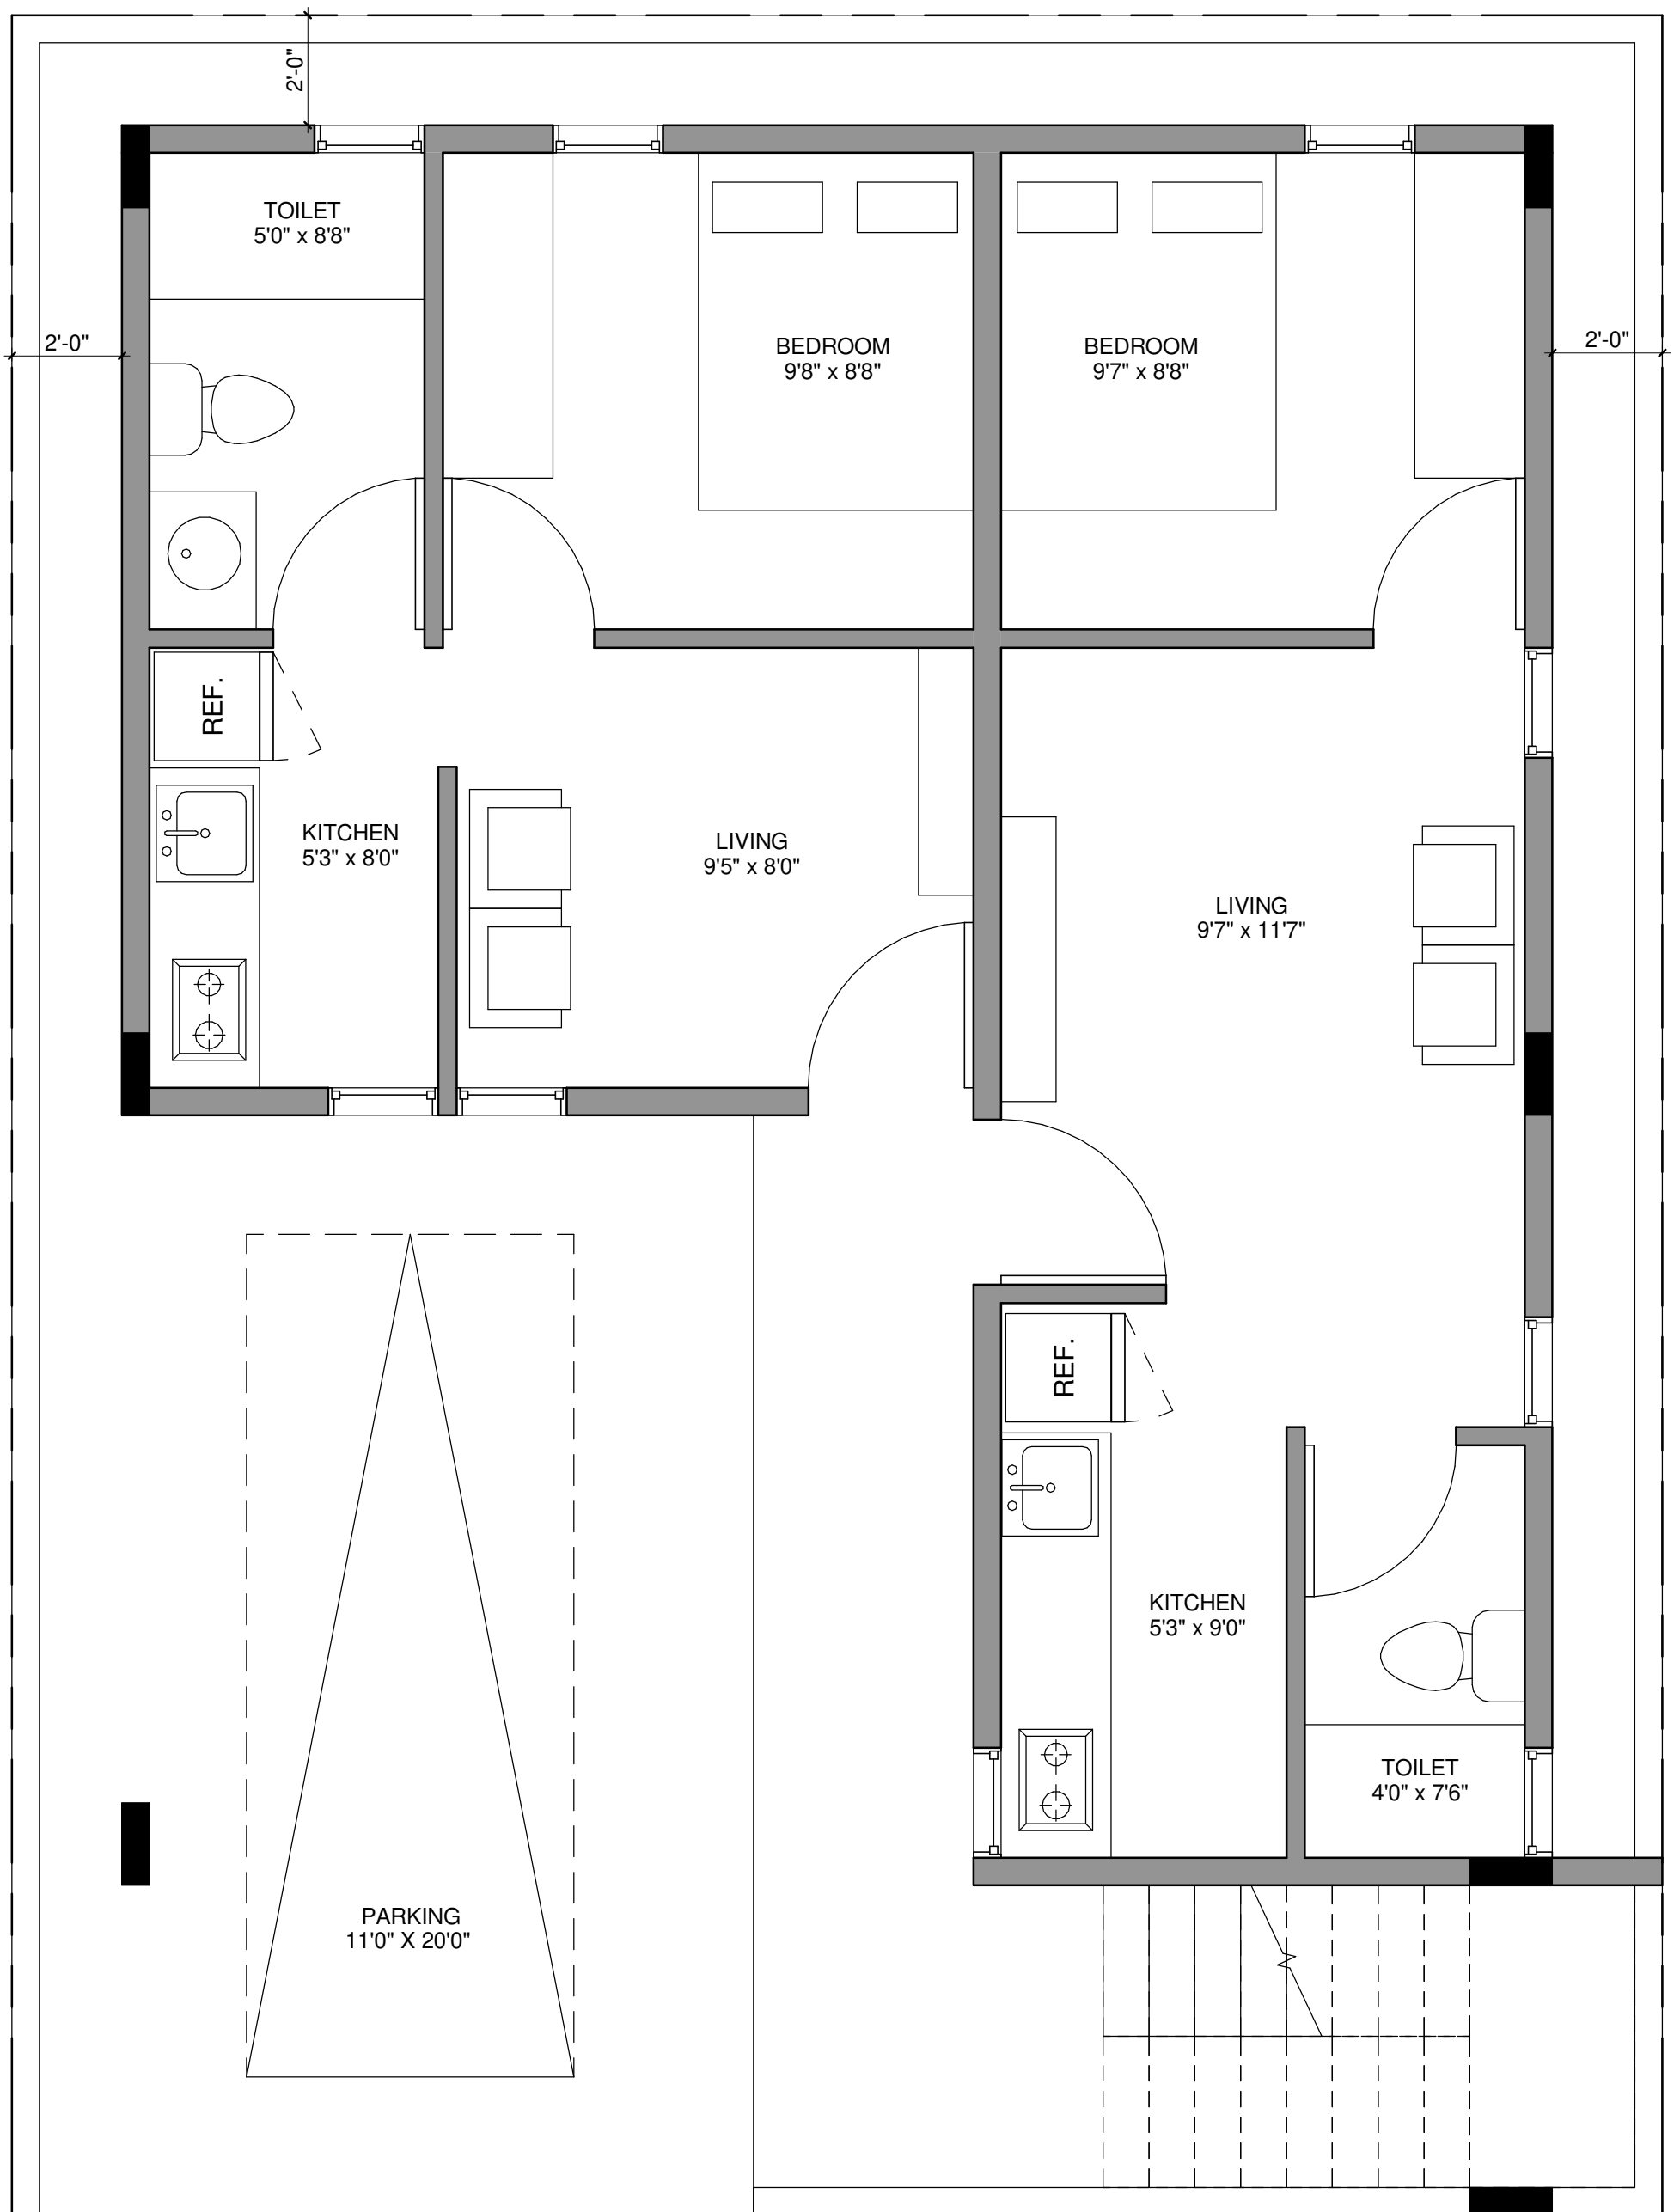 2'-0"
TOILET
5'0" x 8'8"
2'-0"
BEDROOM
9'8" x 8'8"
BEDROOM
9'7" x 8'8"
2'-0"
REF.
KITCHEN
5'3" x 8'0"
LIVING
9'5" x 8'0"
LIVING
9'7" x 11'7"
REF.
KITCHEN
5'3" x 9'0"
TOILET
4'0" x 7'6"
PARKING
11'0" X 20'0"